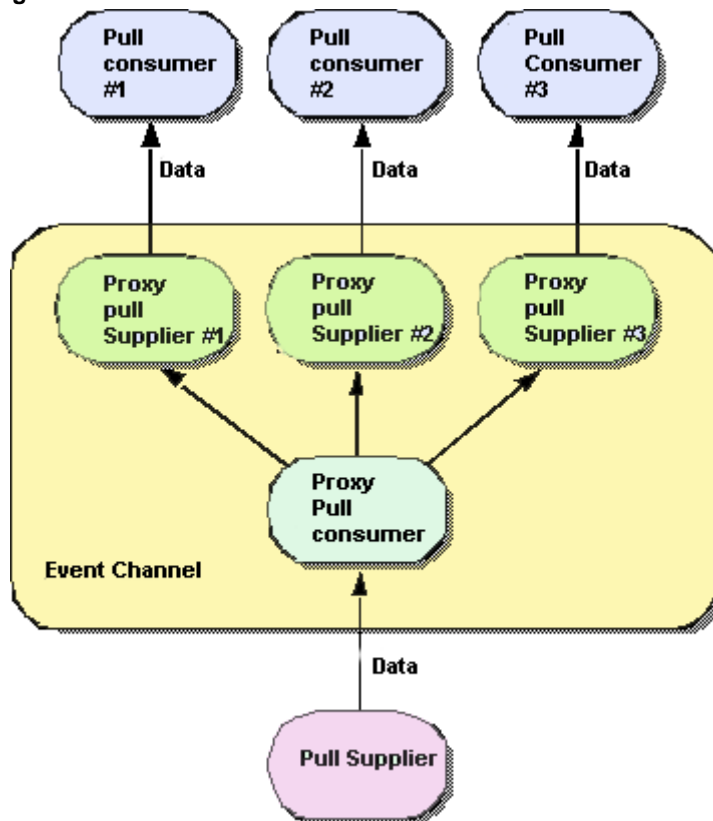 g
Pull
consumer
#1
Pull
consumer
#2
Pull
Consumer
#3
Data
Data
Data
Proxy
pull
Supplier #1
Proxy
pull
Supplier #2
Proxy
pull
Supplier #3
Proxy
Pull
consumer
Event Channel
Data
Pull Supplier